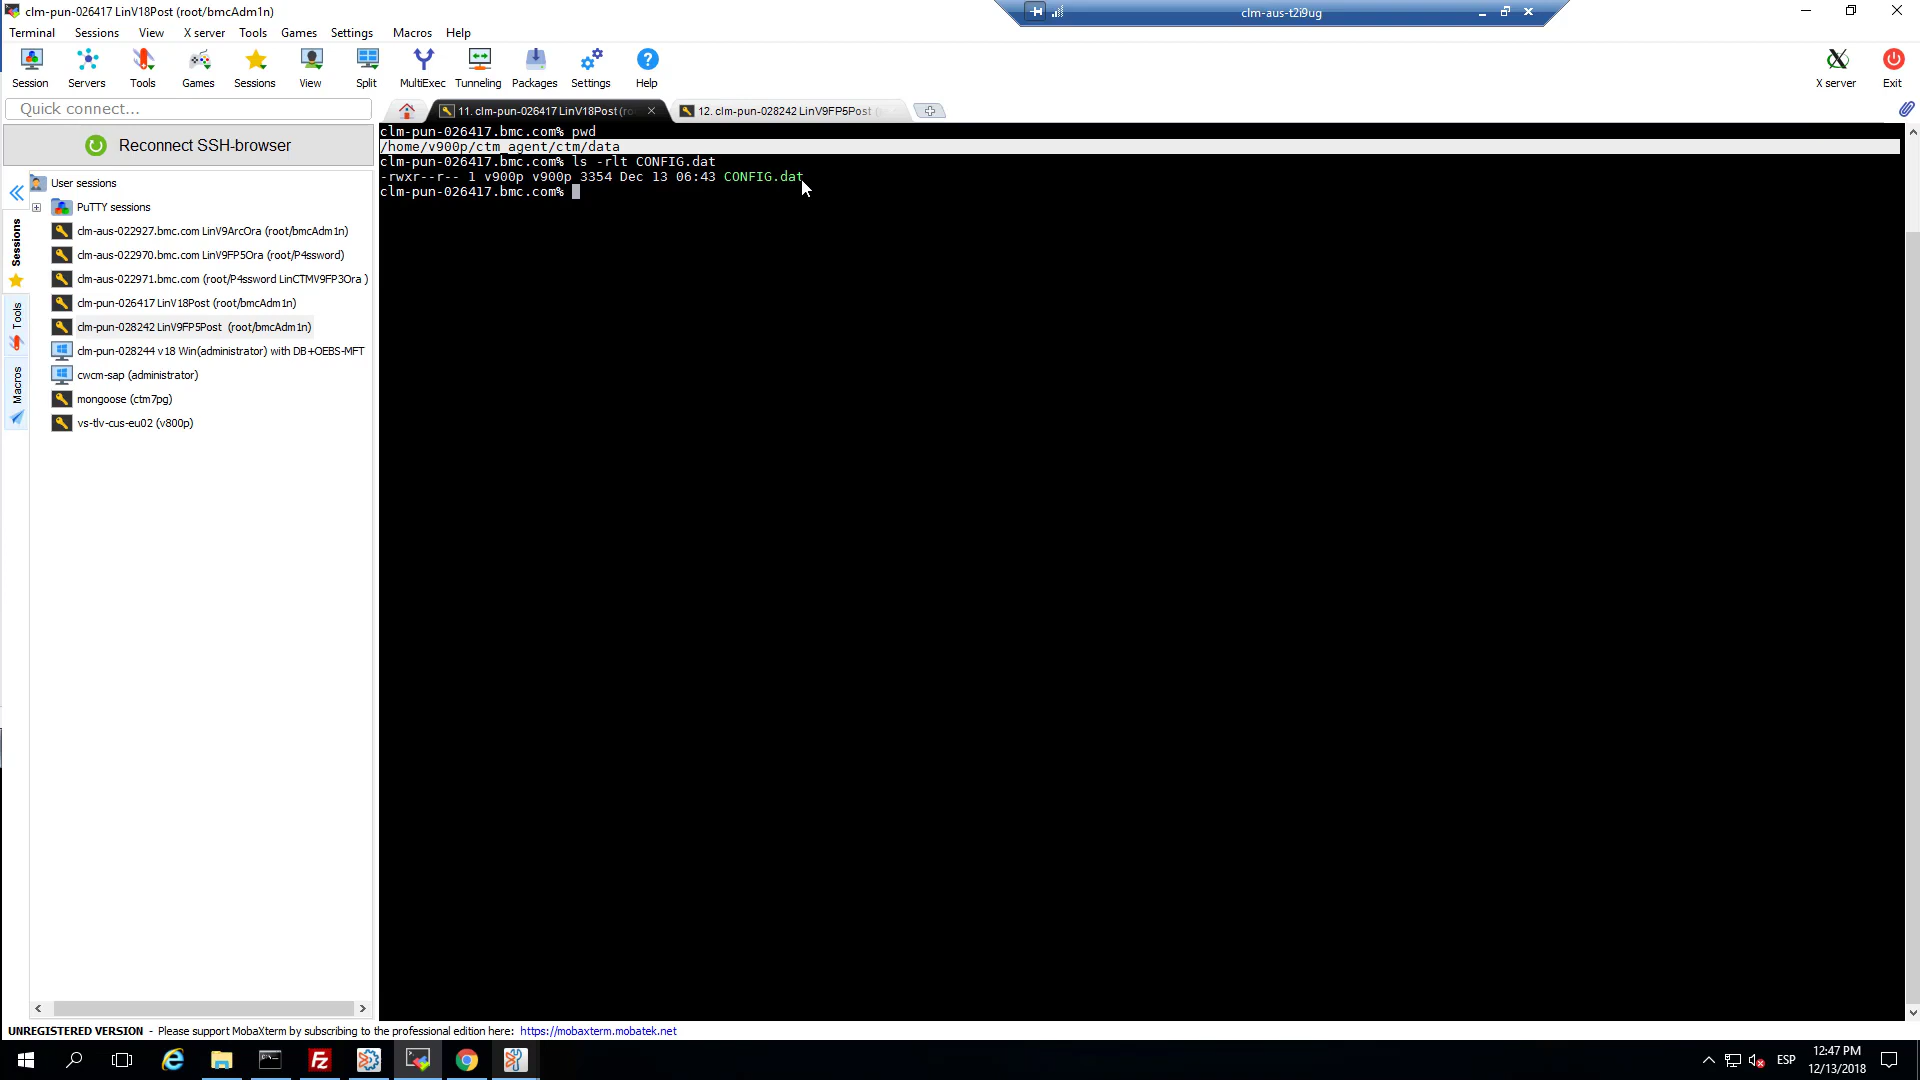 clm-pun-026417 LinV18Post (root/bmcAdm1n)
clm-aus-t2i9ug
Terminal Sessions View X server Tools Games Settings Macros Help
Session Servers Tools Games Sessions View Split MultiExec Tunneling Packages Settings Help X server Exit
Quick connect...
11. clm-pun-026417 LinV18Post (ro
12. clm-pun-028242 LinV9FP5Post (
Reconnect SSH-browser
Sessions
Tools
Macros
User sessions
PuTTY sessions
clm-aus-022927.bmc.com LinV9ArcOra (root/bmcAdm1n)
clm-aus-022970.bmc.com LinV9FP5Ora (root/P4ssword)
clm-aus-022971.bmc.com (root/P4ssword LinCTMV9FP3Ora )
clm-pun-026417 LinV18Post (root/bmcAdm1n)
clm-pun-028242 LinV9FP5Post (root/bmcAdm1n)
clm-pun-028244 v18 Win(administrator) with DB+OEBS-MFT
cwcm-sap (administrator)
mongoose (ctm7pg)
vs-tlv-cus-eu02 (v800p)
clm-pun-026417.bmc.com% pwd
/home/v900p/ctm_agent/ctm/data
clm-pun-026417.bmc.com% ls -rlt CONFIG.dat
-rwxr--r-- 1 v900p v900p 3354 Dec 13 06:43 CONFIG.dat
clm-pun-026417.bmc.com%
UNREGISTERED VERSION - Please support MobaXterm by subscribing to the professional edition here: https://mobaxterm.mobatek.net
ESP
12:47 PM
12/13/2018